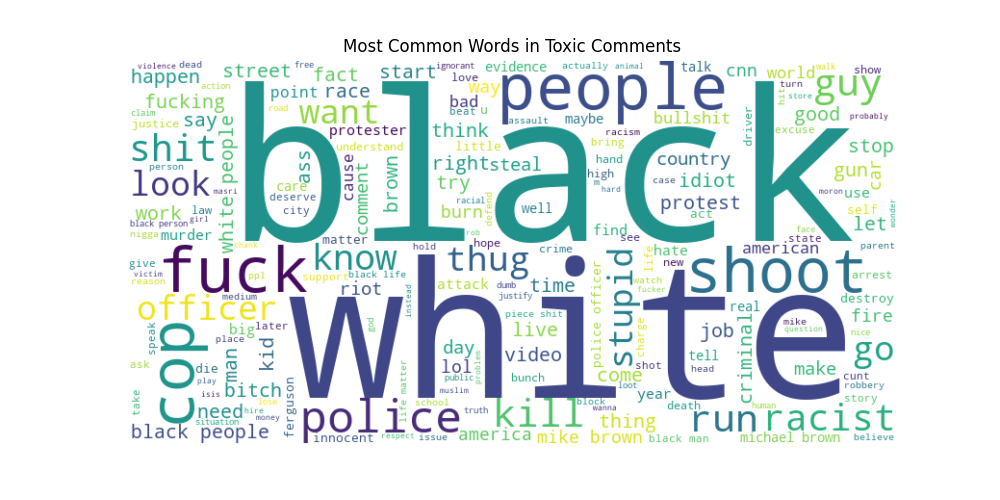 Most Common Words in Toxic Comments
violence dead free ignorant evidence actually animal talk cnn world walk show
happen street fact start love way people turn guy
action point race want bad u maybe bullshit hit store good probably
fucking road beat assault excuse
claim justice say protester think racism driver
shit people understand little bring stop
person white people ass cause comment brown right steal hand country gun car
look masri care try high m case idiot use
deserve racial hard moron self
work law city burn defend well protest act let
black person girl black white
nigga murder thank matter rob find see hate state face wonder
fuck know hold hope crime life american parent
give thug new shoot
victim ppl support black life attack dumb time stupid watch arrest
reason medium riot instead justify fucker destroy
officer piece shit police officer charge real mike nice fire
cop speak big later god live job question
place man kid day video shot tell criminal go
ask die lol problem come head make
play bitch public bunch loot
take isis lose life matter muslim year cunt robbery
need hire school kill block wanna death human story
situation money police truth thing run racist
black people ferguson innocent respect issue america mike brown black man michael brown believe